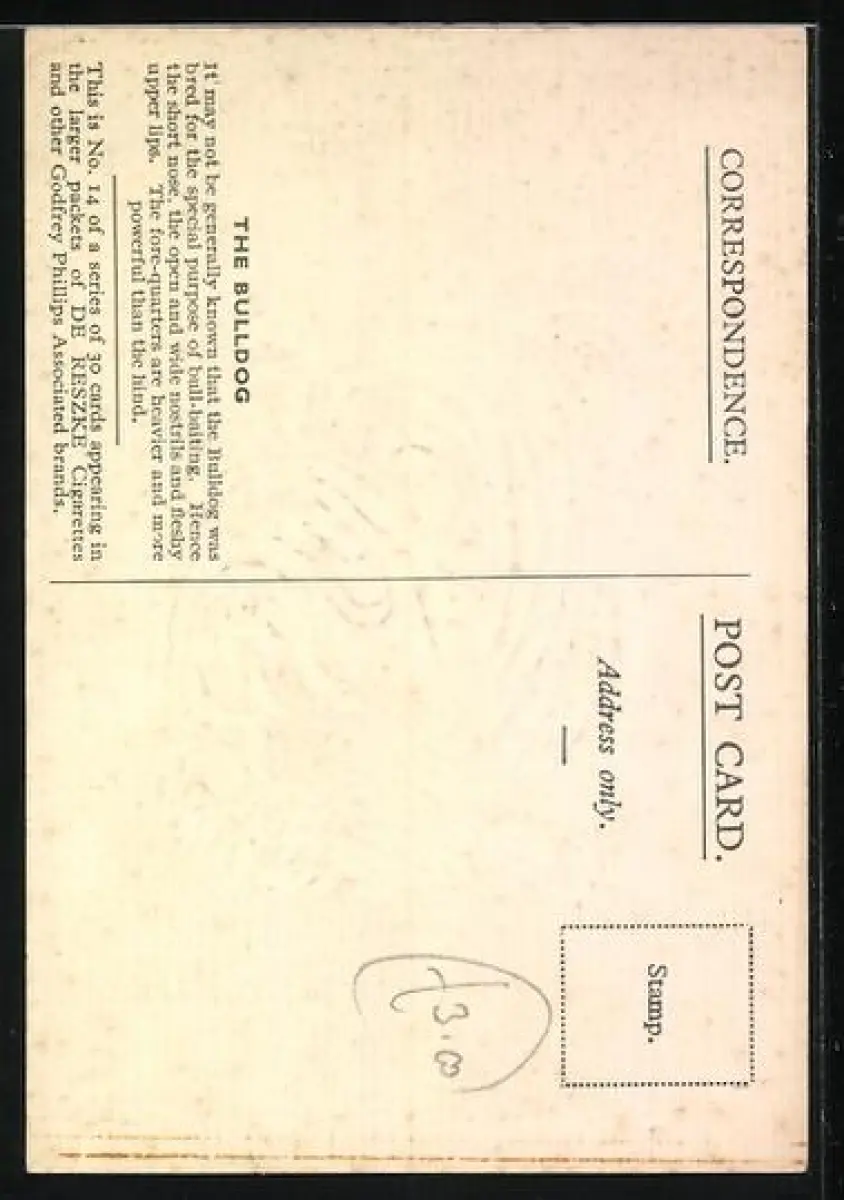 CORRESPONDENCE.
THE BULLDOG
It may not be generally known that the Bulldog was
bred for the special purpose of bull-baiting. Hence
the short nose, the open and wide nostrils and fleshy
upper lips. The fore-quarters are heavier and more
powerful than the hind.
This is No. 14 of a series of 30 cards appearing in
the larger packets of DE RESZKE Cigarettes
and other Godfrey Phillips Associated brands.
POST CARD.
Address only.
Stamp.
£3.00